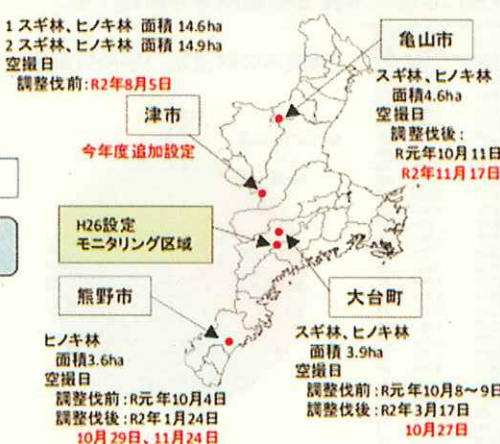 1 スギ林、ヒノキ林 面積 14.6ha
2 スギ林、ヒノキ林 面積 14.9ha
空撮日
調整伐前:R2年8月5日
津市
今年度追加設定
亀山市
スギ林、ヒノキ林
面積4.6ha
空撮日
調整伐後:
R元年10月11日
R2年11月17日
H26設定
モニタリング区域
熊野市
ヒノキ林
面積3.6ha
空撮日
調整伐前:R元年10月4日
調整伐後:R2年1月24日
10月29日、11月24日
大台町
スギ林、ヒノキ林
面積 3.9ha
空撮日
調整伐前:R元年10月8~9日
調整伐後:R2年3月17日
10月27日